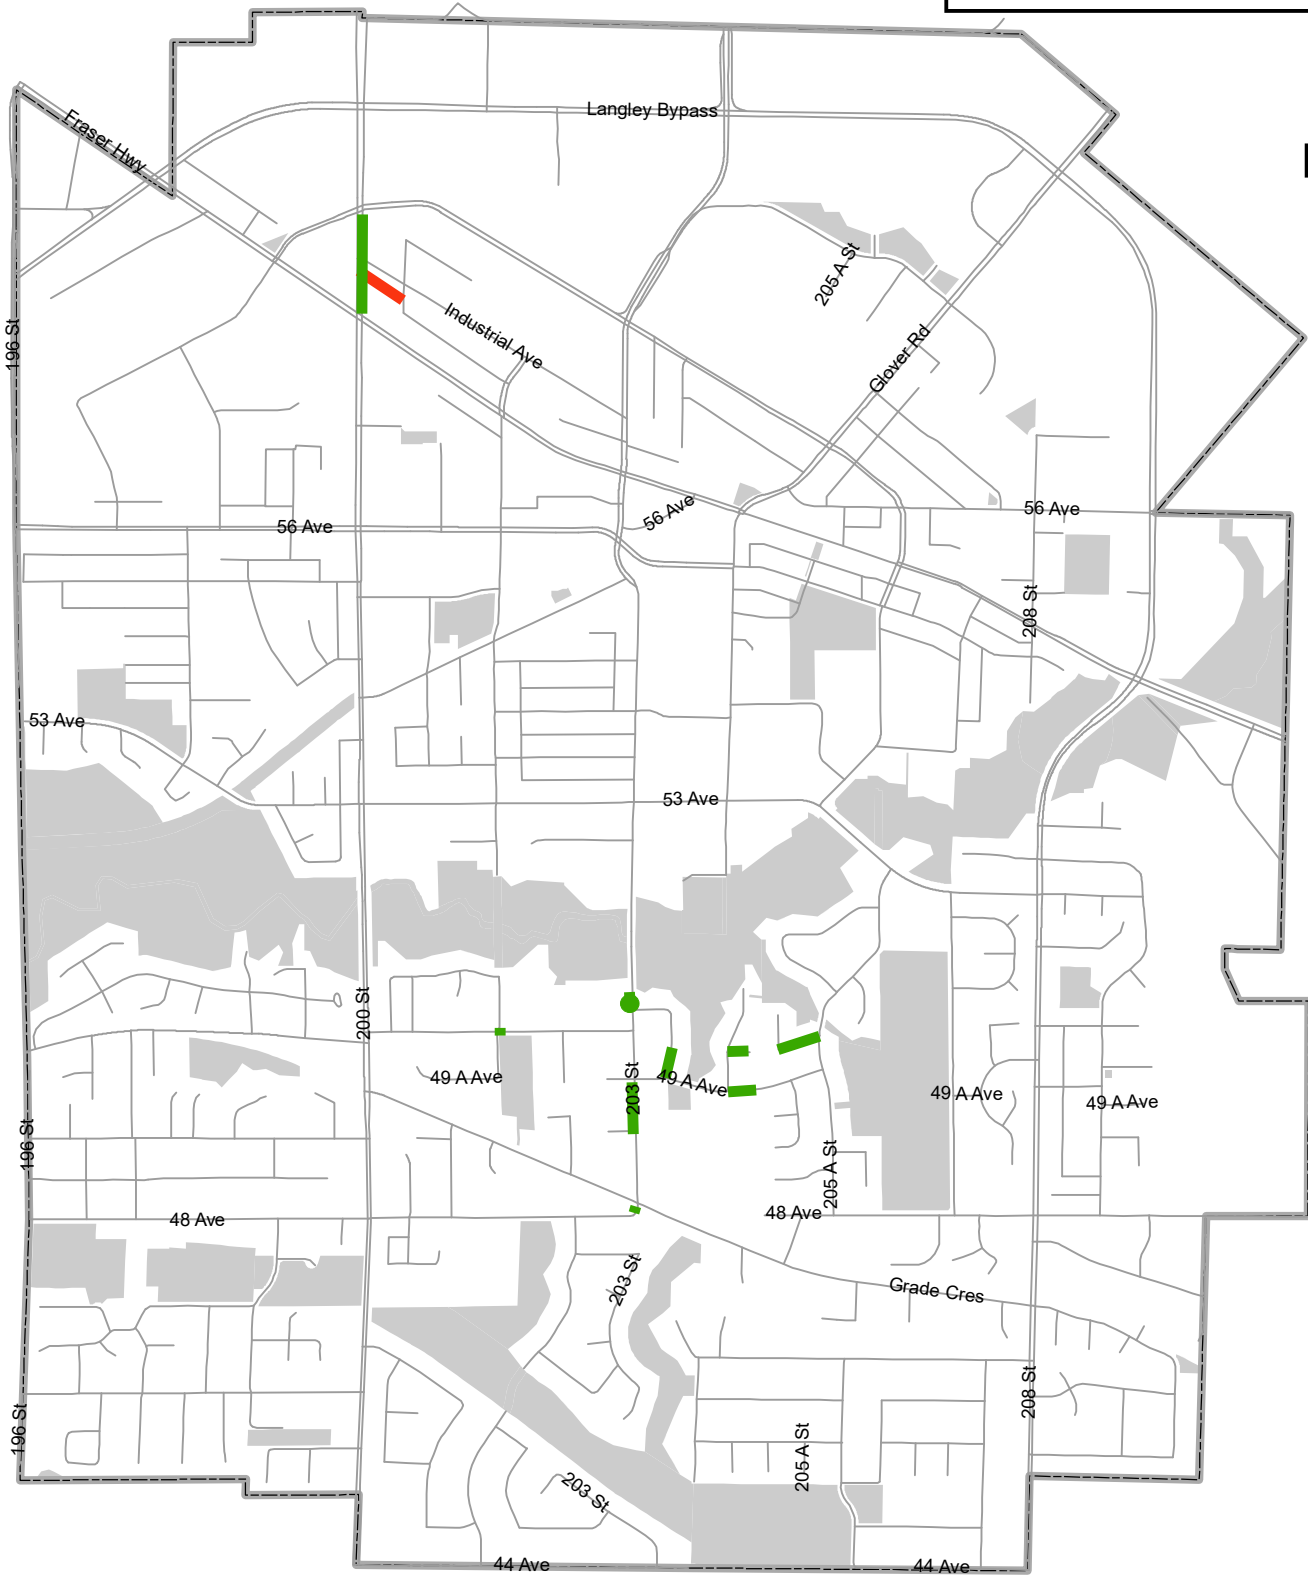 Langley Bypass
Fraser Hwy
205 A St
196 St
Industrial Ave
Glover Rd
56 Ave
56 Ave
56 Ave
208 St
53 Ave
53 Ave
200 St
49 A Ave
203 St
49 A Ave
49 A Ave
49 A Ave
196 St
205 A St
48 Ave
48 Ave
203 St
Grade Cres
208 St
196 St
205 A St
203 St
44 Ave
44 Ave